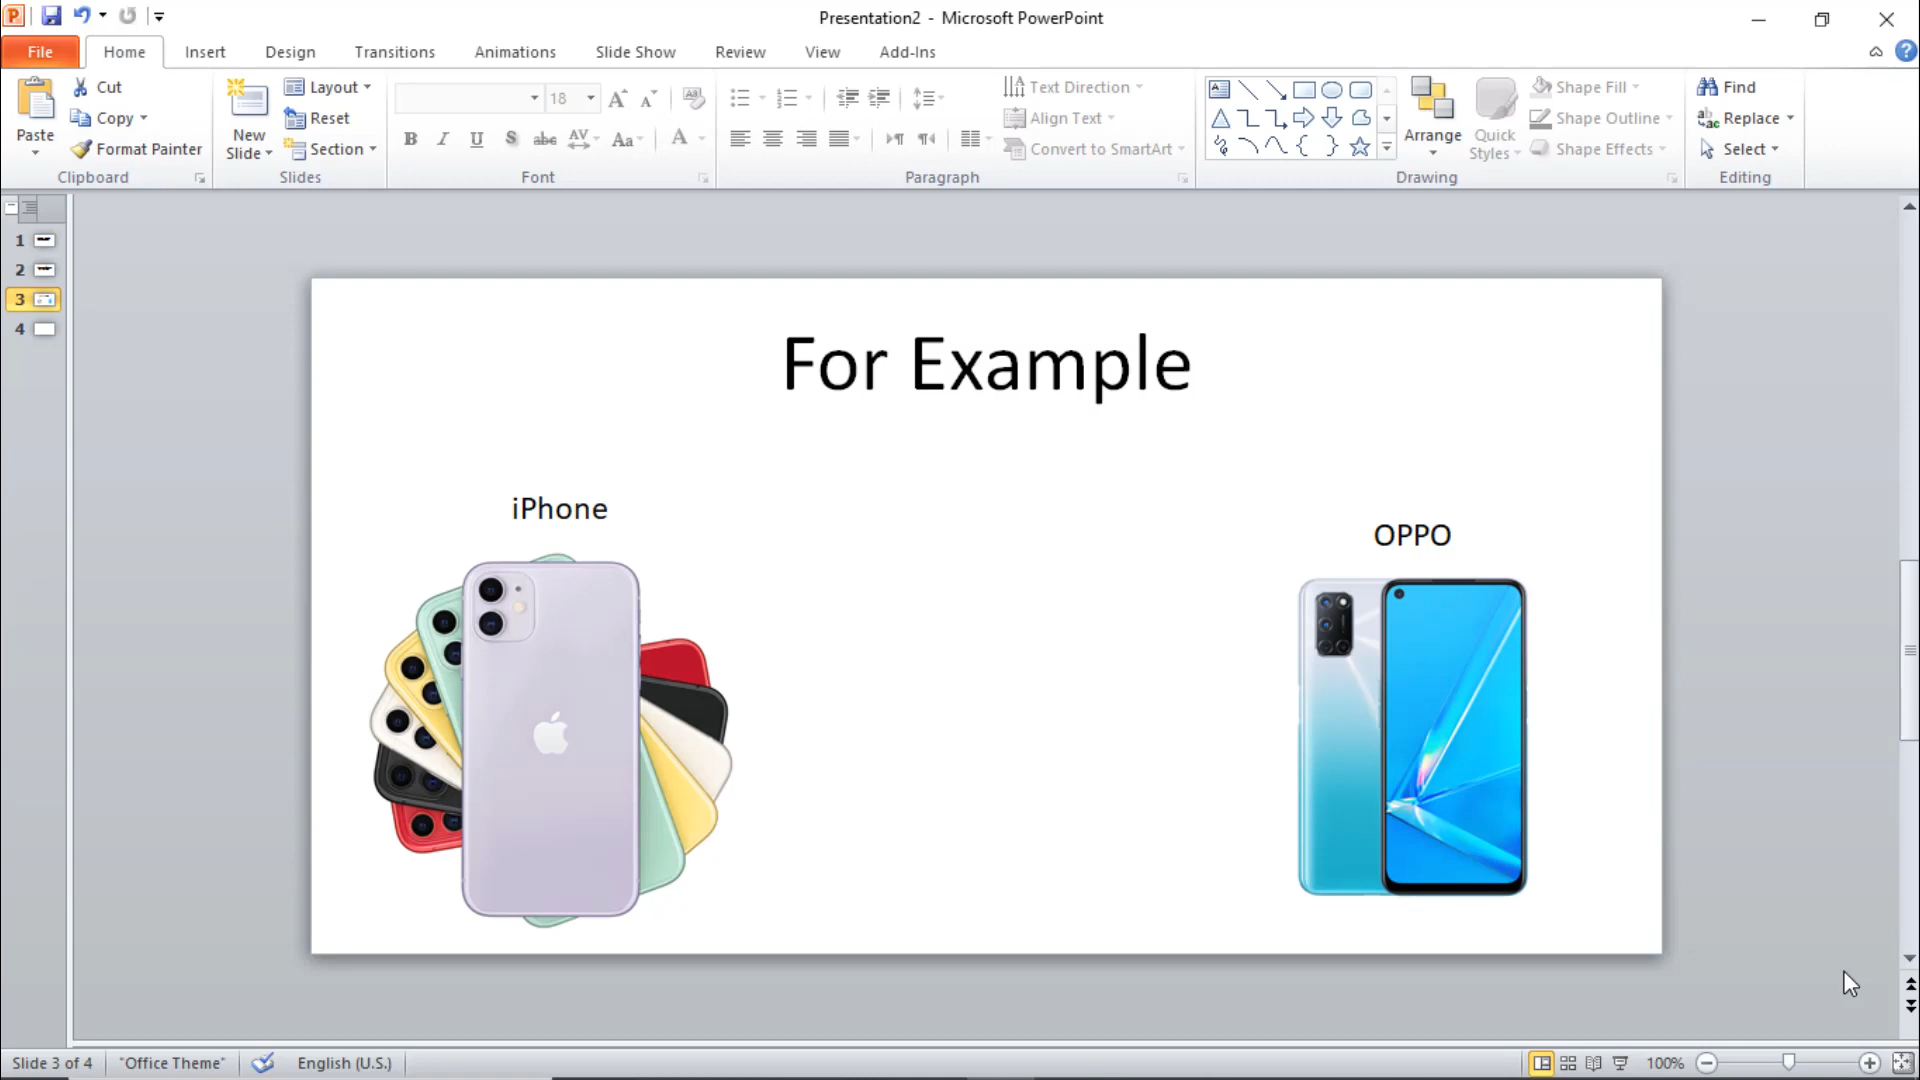 Presentation2 - Microsoft PowerPoint
File Home Insert Design Transitions Animations Slide Show Review View Add-Ins
Paste
Cut
Copy
Format Painter
Clipboard
New
Slide
Layout
Reset
Section
Slides
18
Font
Text Direction
Align Text
Convert to SmartArt
Paragraph
Arrange
Quick
Styles
Shape Fill
Shape Outline
Shape Effects
Drawing
Find
Replace
Select
Editing
1
2
3
4
For Example
iPhone
OPPO
Slide 3 of 4 "Office Theme" English (U.S.) 100%